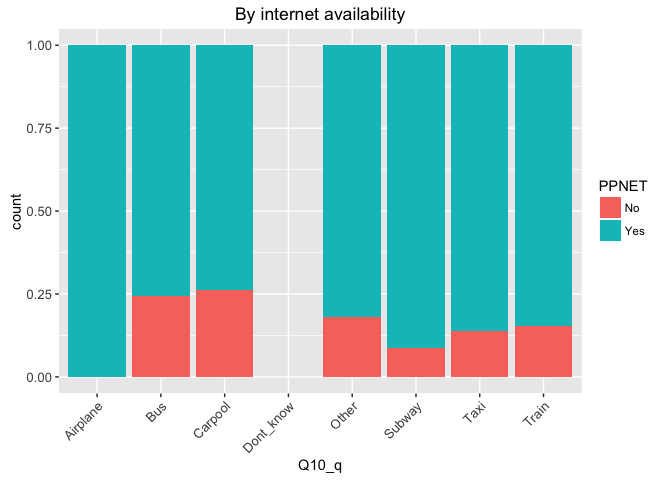 By internet availability
count
1.00
0.75
0.50
0.25
0.00
Airplane
Bus
Carpool
Dont_know
Other
Subway
Taxi
Train
Q10_q
PPNET
No
Yes